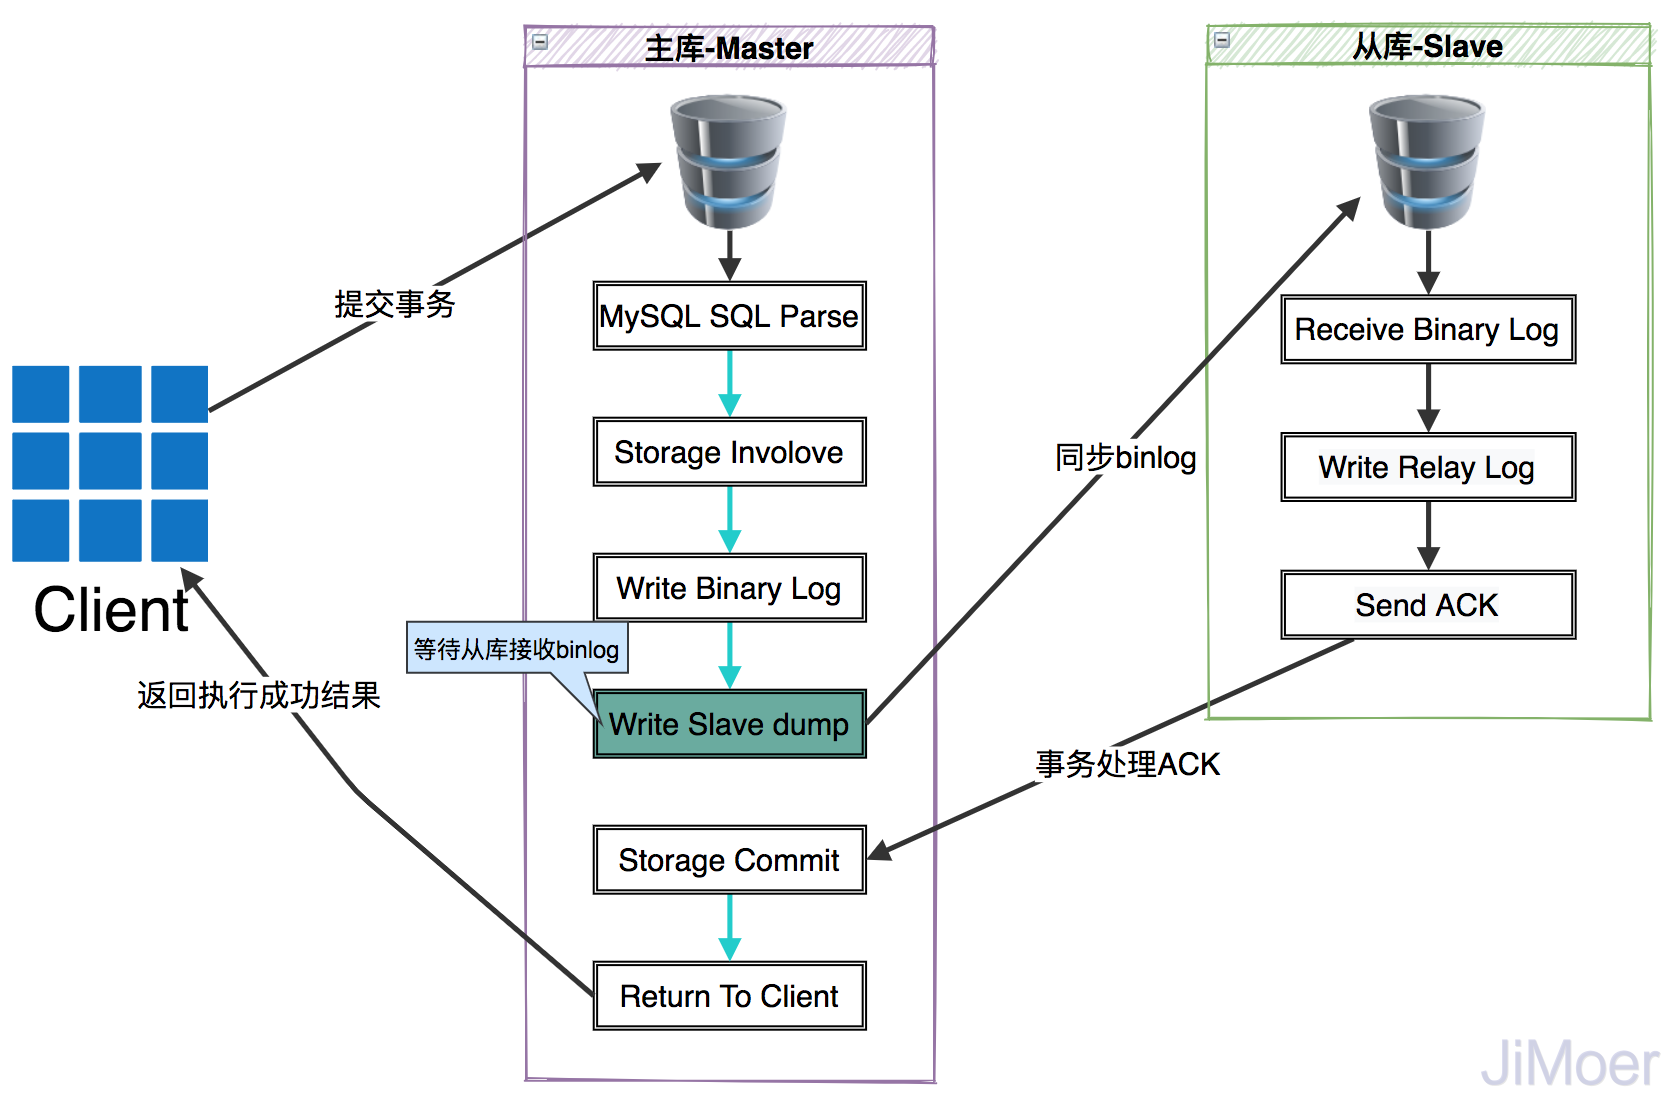 主库-Master
从库-Slave
提交事务
MySQL SQL Parse
Receive Binary Log
Storage Involove
同步binlog
Write Relay Log
Write Binary Log
Send ACK
Client
等待从库接收binlog
返回执行成功结果
Write Slave dump
事务处理ACK
Storage Commit
Return To Client
JiMoer